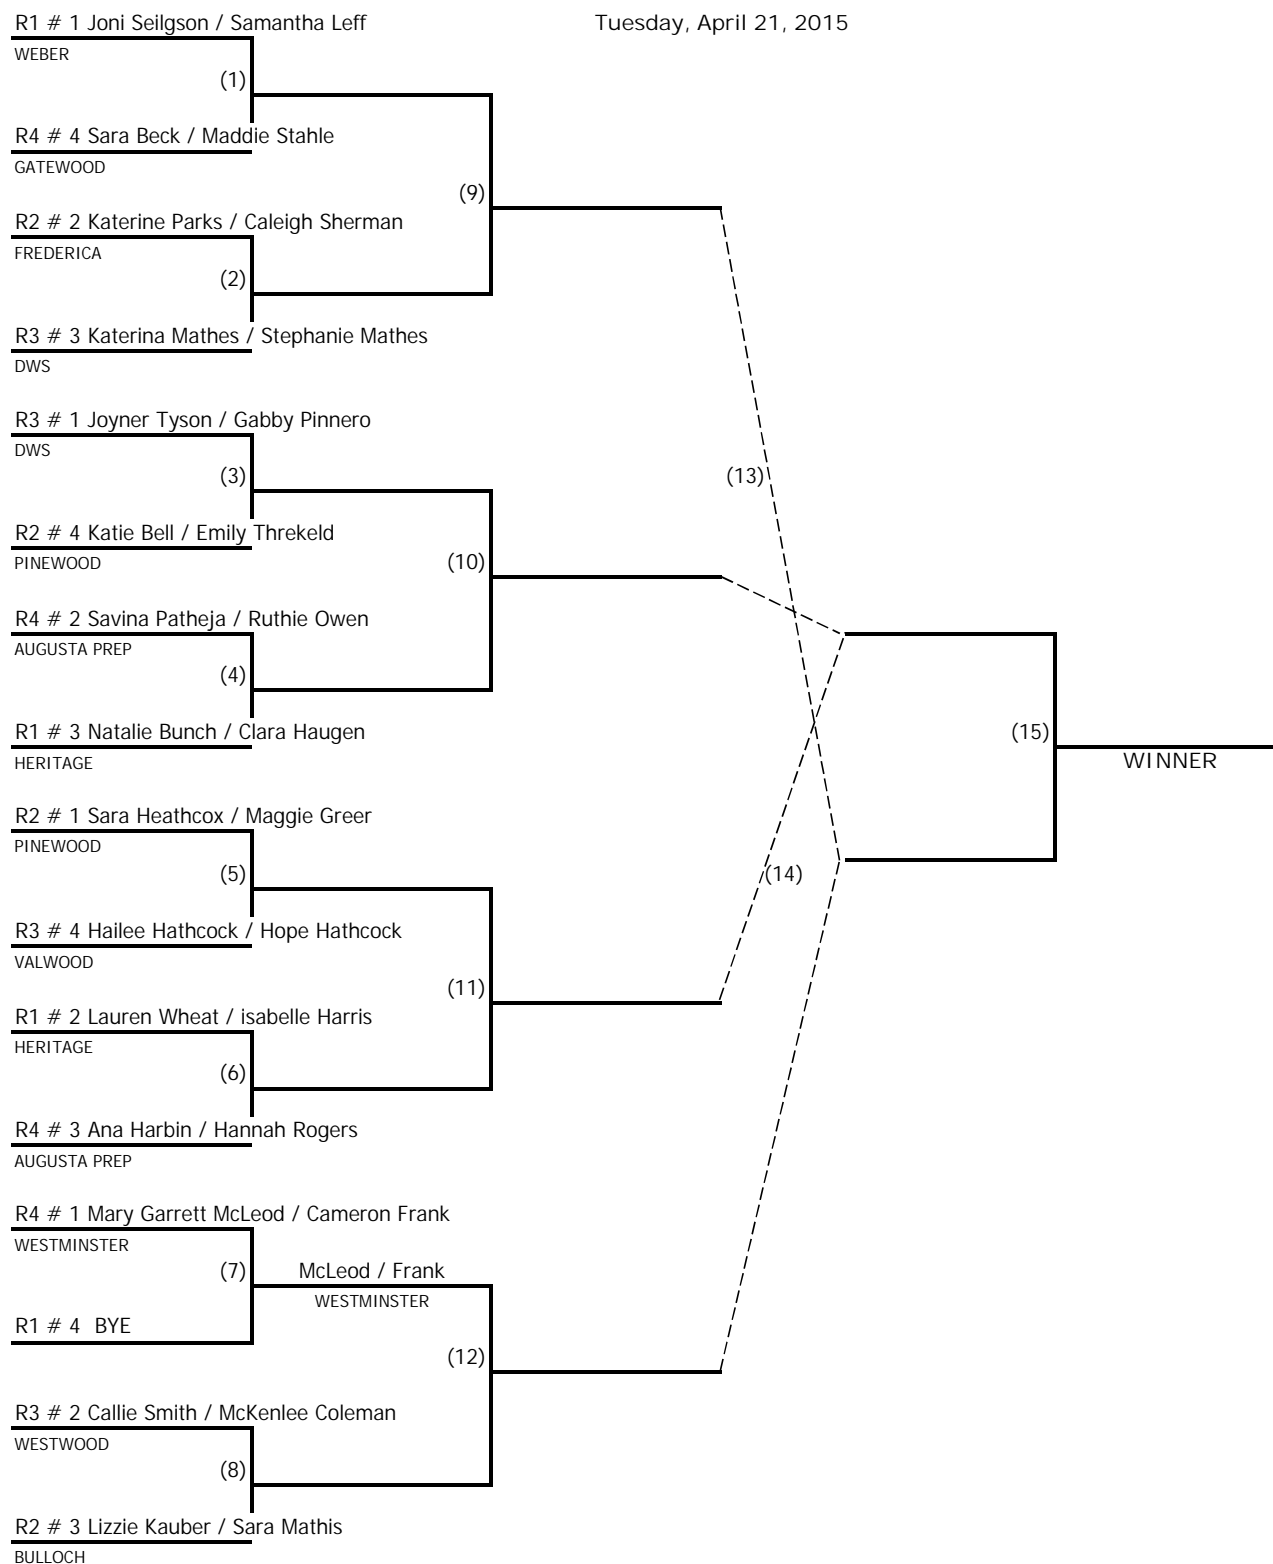 R1 # 1 Joni Seilgson / Samantha Leff
Tuesday, April 21, 2015
WEBER
(1)
R4 # 4 Sara Beck / Maddie Stahle
GATEWOOD
(9)
R2 # 2 Katerine Parks / Caleigh Sherman
FREDERICA
(2)
R3 # 3 Katerina Mathes / Stephanie Mathes
DWS
R3 # 1 Joyner Tyson / Gabby Pinnero
DWS
(3)
(13)
R2 # 4 Katie Bell / Emily Threkeld
PINEWOOD
(10)
R4 # 2 Savina Patheja / Ruthie Owen
AUGUSTA PREP
(4)
R1 # 3 Natalie Bunch / Clara Haugen
HERITAGE
(15)
WINNER
R2 # 1 Sara Heathcox / Maggie Greer
PINEWOOD
(5)
(14)
R3 # 4 Hailee Hathcock / Hope Hathcock
VALWOOD
(11)
R1 # 2 Lauren Wheat / isabelle Harris
HERITAGE
(6)
R4 # 3 Ana Harbin / Hannah Rogers
AUGUSTA PREP
R4 # 1 Mary Garrett McLeod / Cameron Frank
WESTMINSTER
(7)
McLeod / Frank
WESTMINSTER
R1 # 4 BYE
(12)
R3 # 2 Callie Smith / McKenlee Coleman
WESTWOOD
(8)
R2 # 3 Lizzie Kauber / Sara Mathis
BULLOCH